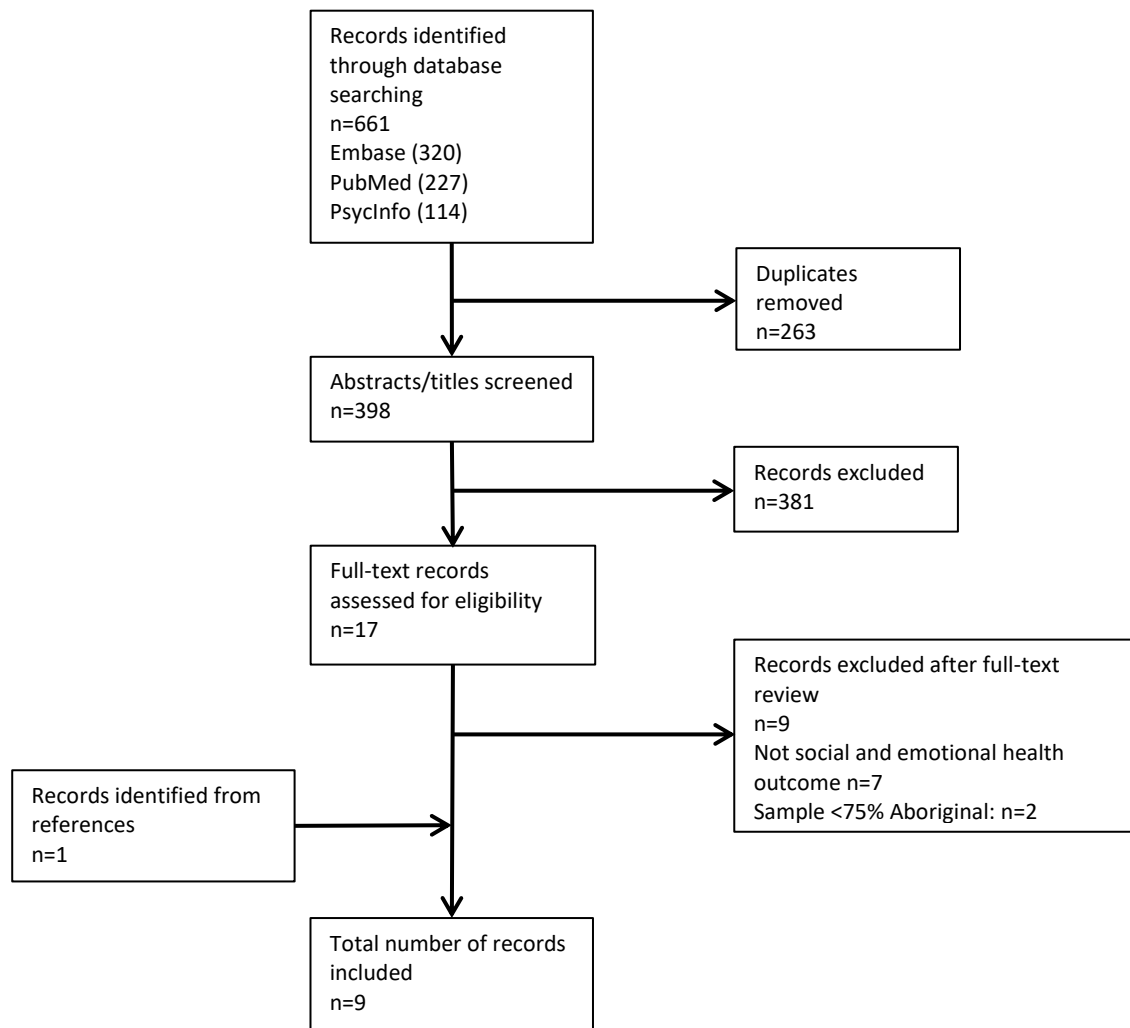 Records identified
through database
searching
n=661
Embase (320)
PubMed (227)
PsycInfo (114)
Duplicates
removed
n=263
Abstracts/titles screened
n=398
Records excluded
n=381
Full-text records
assessed for eligibility
n=17
Records excluded after full-text
review
n=9
Not social and emotional health
outcome n=7
Sample <75% Aboriginal: n=2
Records identified from
references
n=1
Total number of records
included
n=9